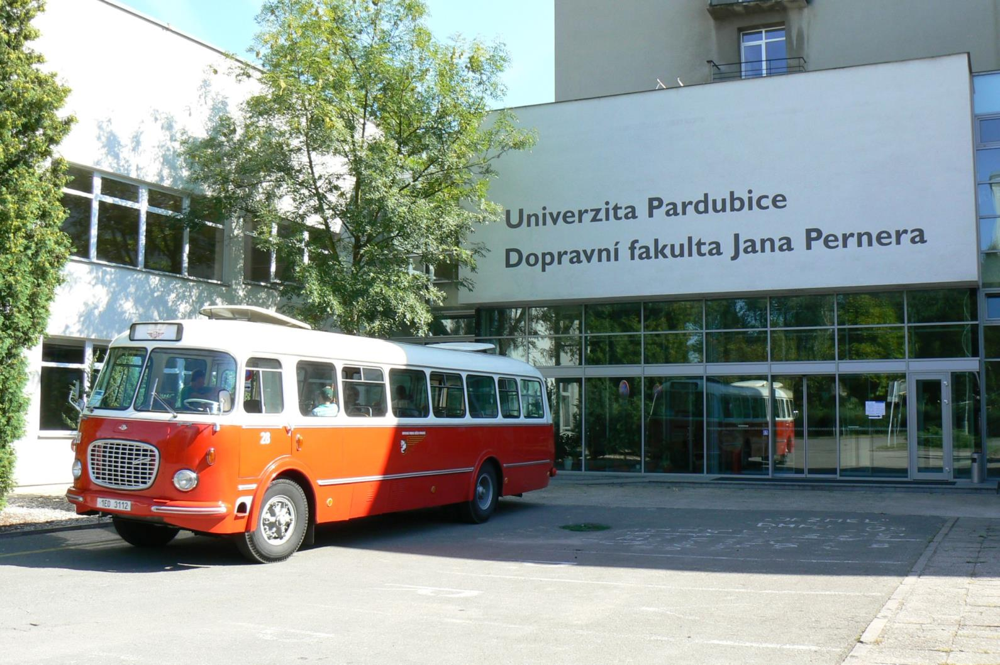 Univerzita Pardubice
Dopravní fakulta Jana Pernera
28
1E0 3112